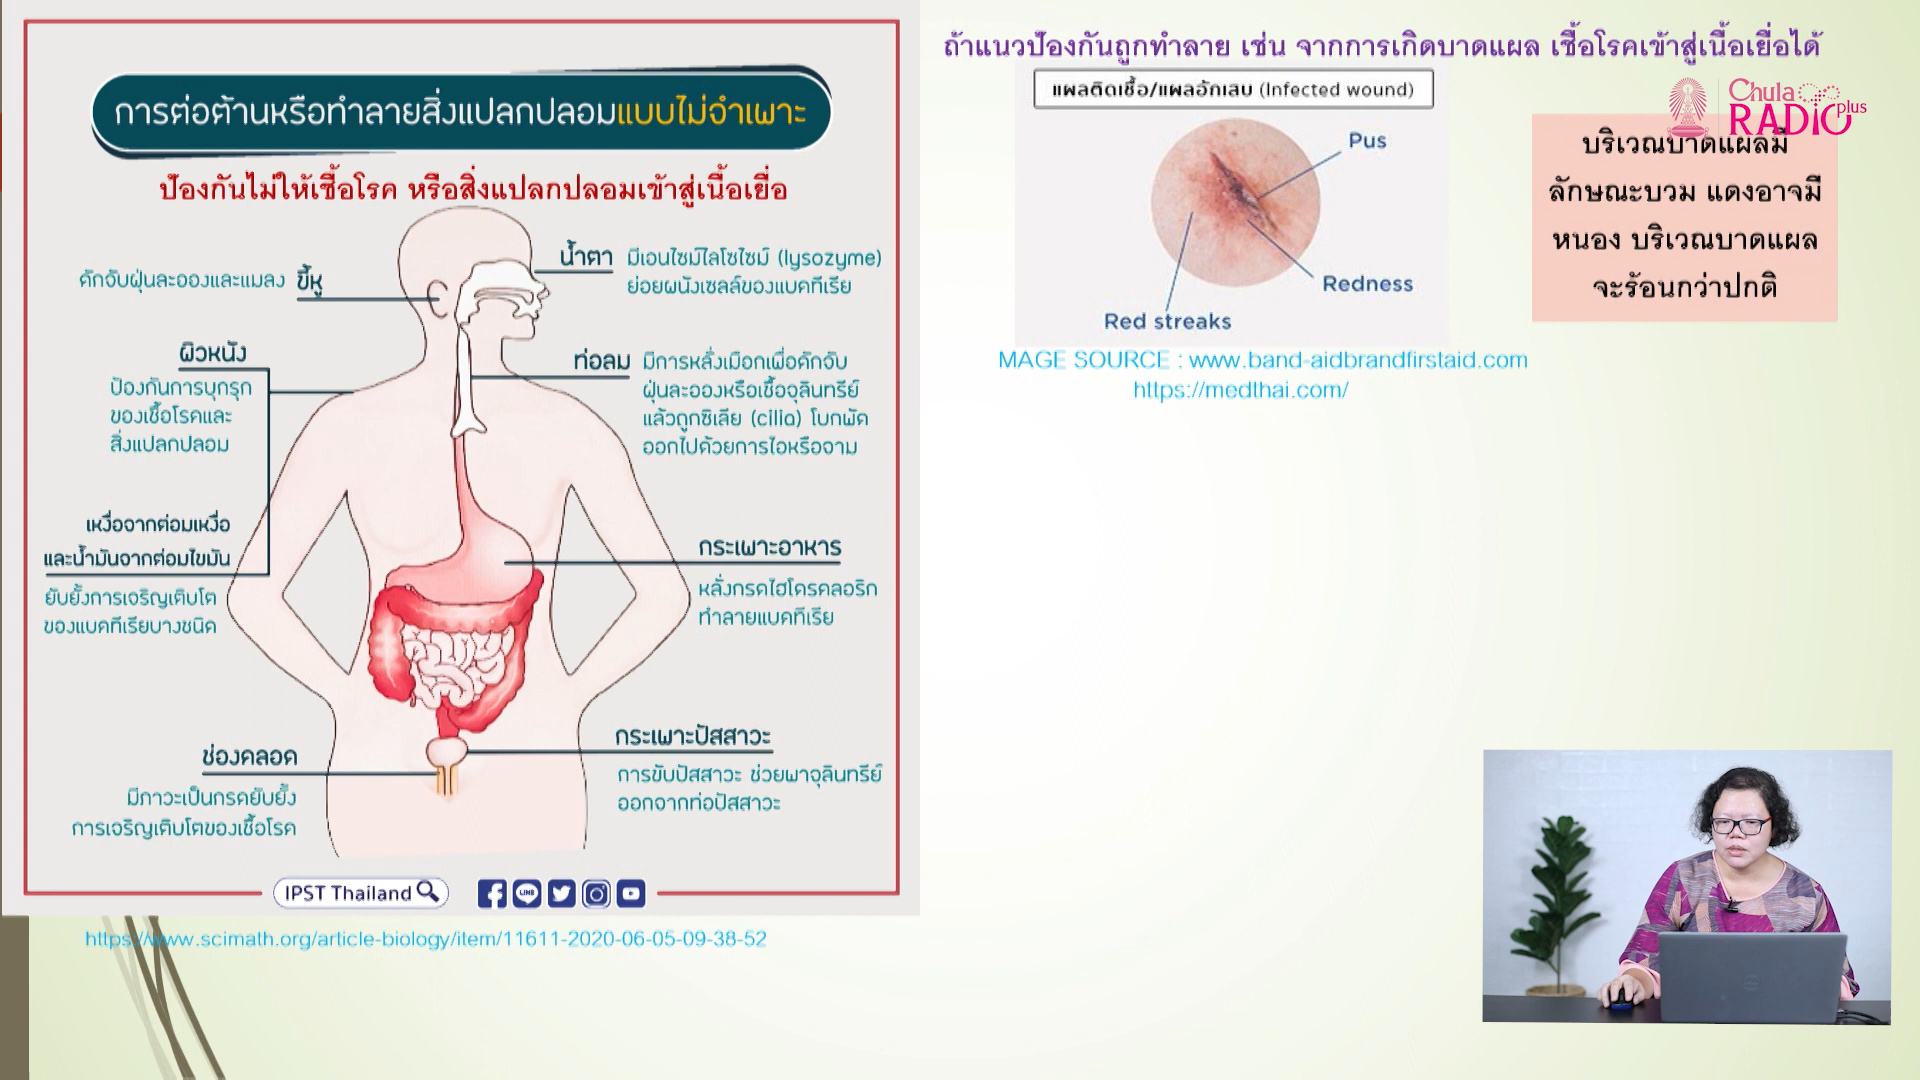 การต่อต้านหรือทำลายสิ่งแปลกปลอมแบบไม่จำเพาะ
ป้องกันไม่ให้เชื้อโรค หรือสิ่งแปลกปลอมเข้าสู่เนื้อเยื่อ
ดักจับฝุ่นละอองและแมลง ขี้หู
น้ำตา มีเอนไซม์ไลโซไซม์ (lysozyme)
ย่อยผนังเซลล์ของแบคทีเรีย
ผิวหนัง
ป้องกันการบุกรุก
ของเชื้อโรคและ
สิ่งแปลกปลอม
ท่อลม มีการหลั่งเมือกเพื่อดักจับ
ฝุ่นละอองหรือเชื้อจุลินทรีย์
แล้วถูกซิเลีย (cilia) โบกพัด
ออกไปด้วยการไอหรือจาม
เหงื่อจากต่อมเหงื่อ
และน้ำมันจากต่อมไขมัน
ยับยั้งการเจริญเติบโต
ของแบคทีเรียบางชนิด
กระเพาะอาหาร
หลั่งกรดไฮโดรคลอริก
ทำลายแบคทีเรีย
ช่องคลอด
มีภาวะเป็นกรดยับยั้ง
การเจริญเติบโตของเชื้อโรค
กระเพาะปัสสาวะ
การขับปัสสาวะ ช่วยพาจุลินทรีย์
ออกจากท่อปัสสาวะ
IPST Thailand
LINE
https://www.scimath.org/article-biology/item/11611-2020-06-05-09-38-52
ถ้าแนวป้องกันถูกทำลาย เช่น จากการเกิดบาดแผล เชื้อโรคเข้าสู่เนื้อเยื่อได้
แผลติดเชื้อ/แผลอักเสบ (Infected wound)
Pus
Redness
Red streaks
MAGE SOURCE : www.band-aidbrandfirstaid.com
https://medthai.com/
Chula
RADIO plus
บริเวณบาดแผลมี
ลักษณะบวม แดงอาจมี
หนอง บริเวณบาดแผล
จะร้อนกว่าปกติ